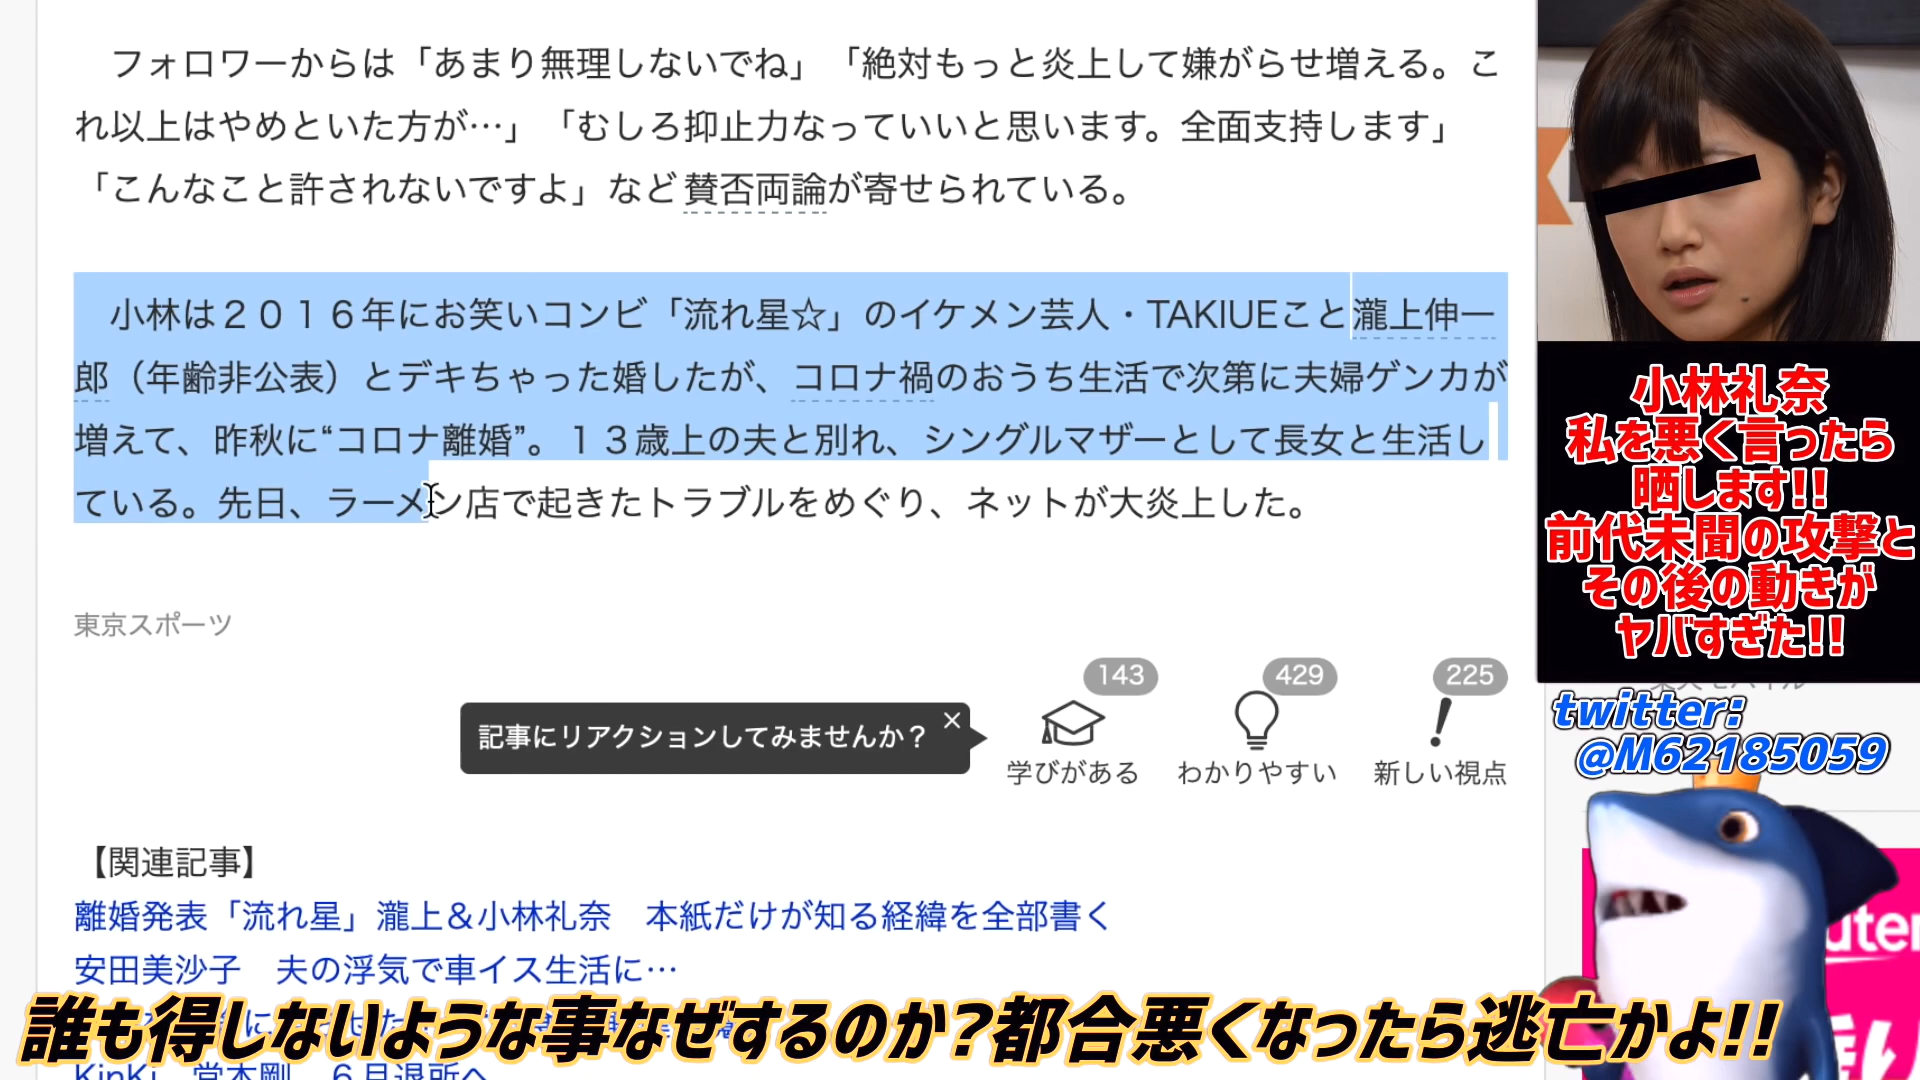 フォロワーからは「あまり無理しないでね」「絶対もっと炎上して嫌がらせ増える。こ
れ以上はやめといた方が…」「むしろ抑止力なっていいと思います。全面支持します」
「こんなこと許されないですよ」など賛否両論が寄せられている。
小林は２０１６年にお笑いコンビ「流れ星☆」のイケメン芸人・TAKIUEこと瀧上伸一
郎（年齢非公表）とデキちゃった婚したが、コロナ禍のおうち生活で次第に夫婦ゲンカが
増えて、昨秋に“コロナ離婚”。１３歳上の夫と別れ、シングルマザーとして長女と生活し
ている。先日、ラーメン店で起きたトラブルをめぐり、ネットが大炎上した。
東京スポーツ
記事にリアクションしてみませんか？
143
学びがある
429
わかりやすい
225
新しい視点
【関連記事】
離婚発表「流れ星」瀧上＆小林礼奈　本紙だけが知る経緯を全部書く
安田美沙子　夫の浮気で車イス生活に…
KinKi　堂本剛　６月退所へ
誰も得しないような事なぜするのか?都合悪くなったら逃亡かよ!!
小林礼奈
私を悪く言ったら
晒します!!
前代未聞の攻撃と
その後の動きが
ヤバすぎた!!
twitter:
@M62185059